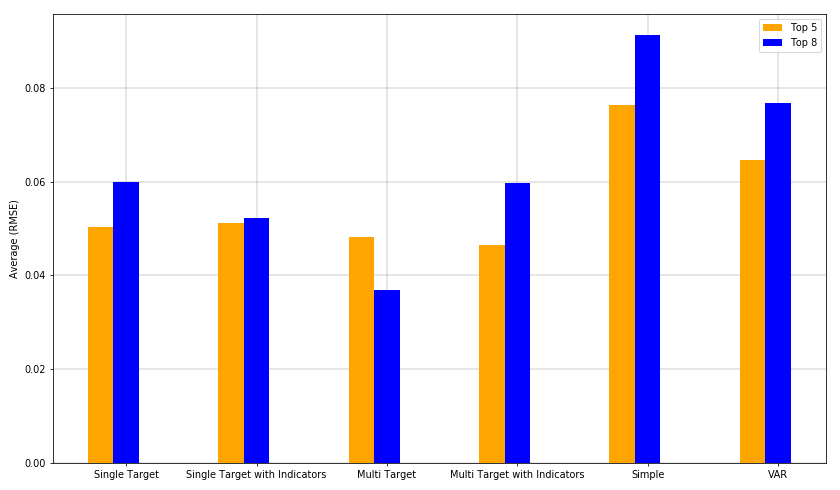 Top 5
Top 8
0.08
0.06
0.04
0.02
0.00
Average (RMSE)
Single Target
Single Target with Indicators
Multi Target
Multi Target with Indicators
Simple
VAR